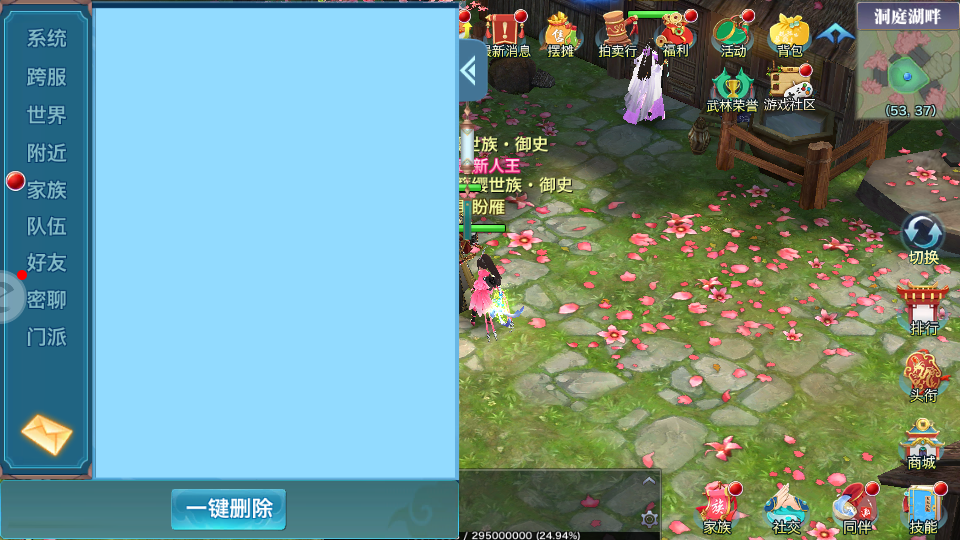 系统
跨服
世界
附近
家族
队伍
好友
密聊
门派
一键删除
最新消息
摆摊
售
拍卖行
福利
活动
背包
武林荣誉
游戏社区
洞庭湖畔
(53, 37)
世族·御史
新人王
缨世族·御史
盼雁
切换
排行
头衔
商城
族
家族
社交
同伴
技能
/ 295000000 (24.94%)